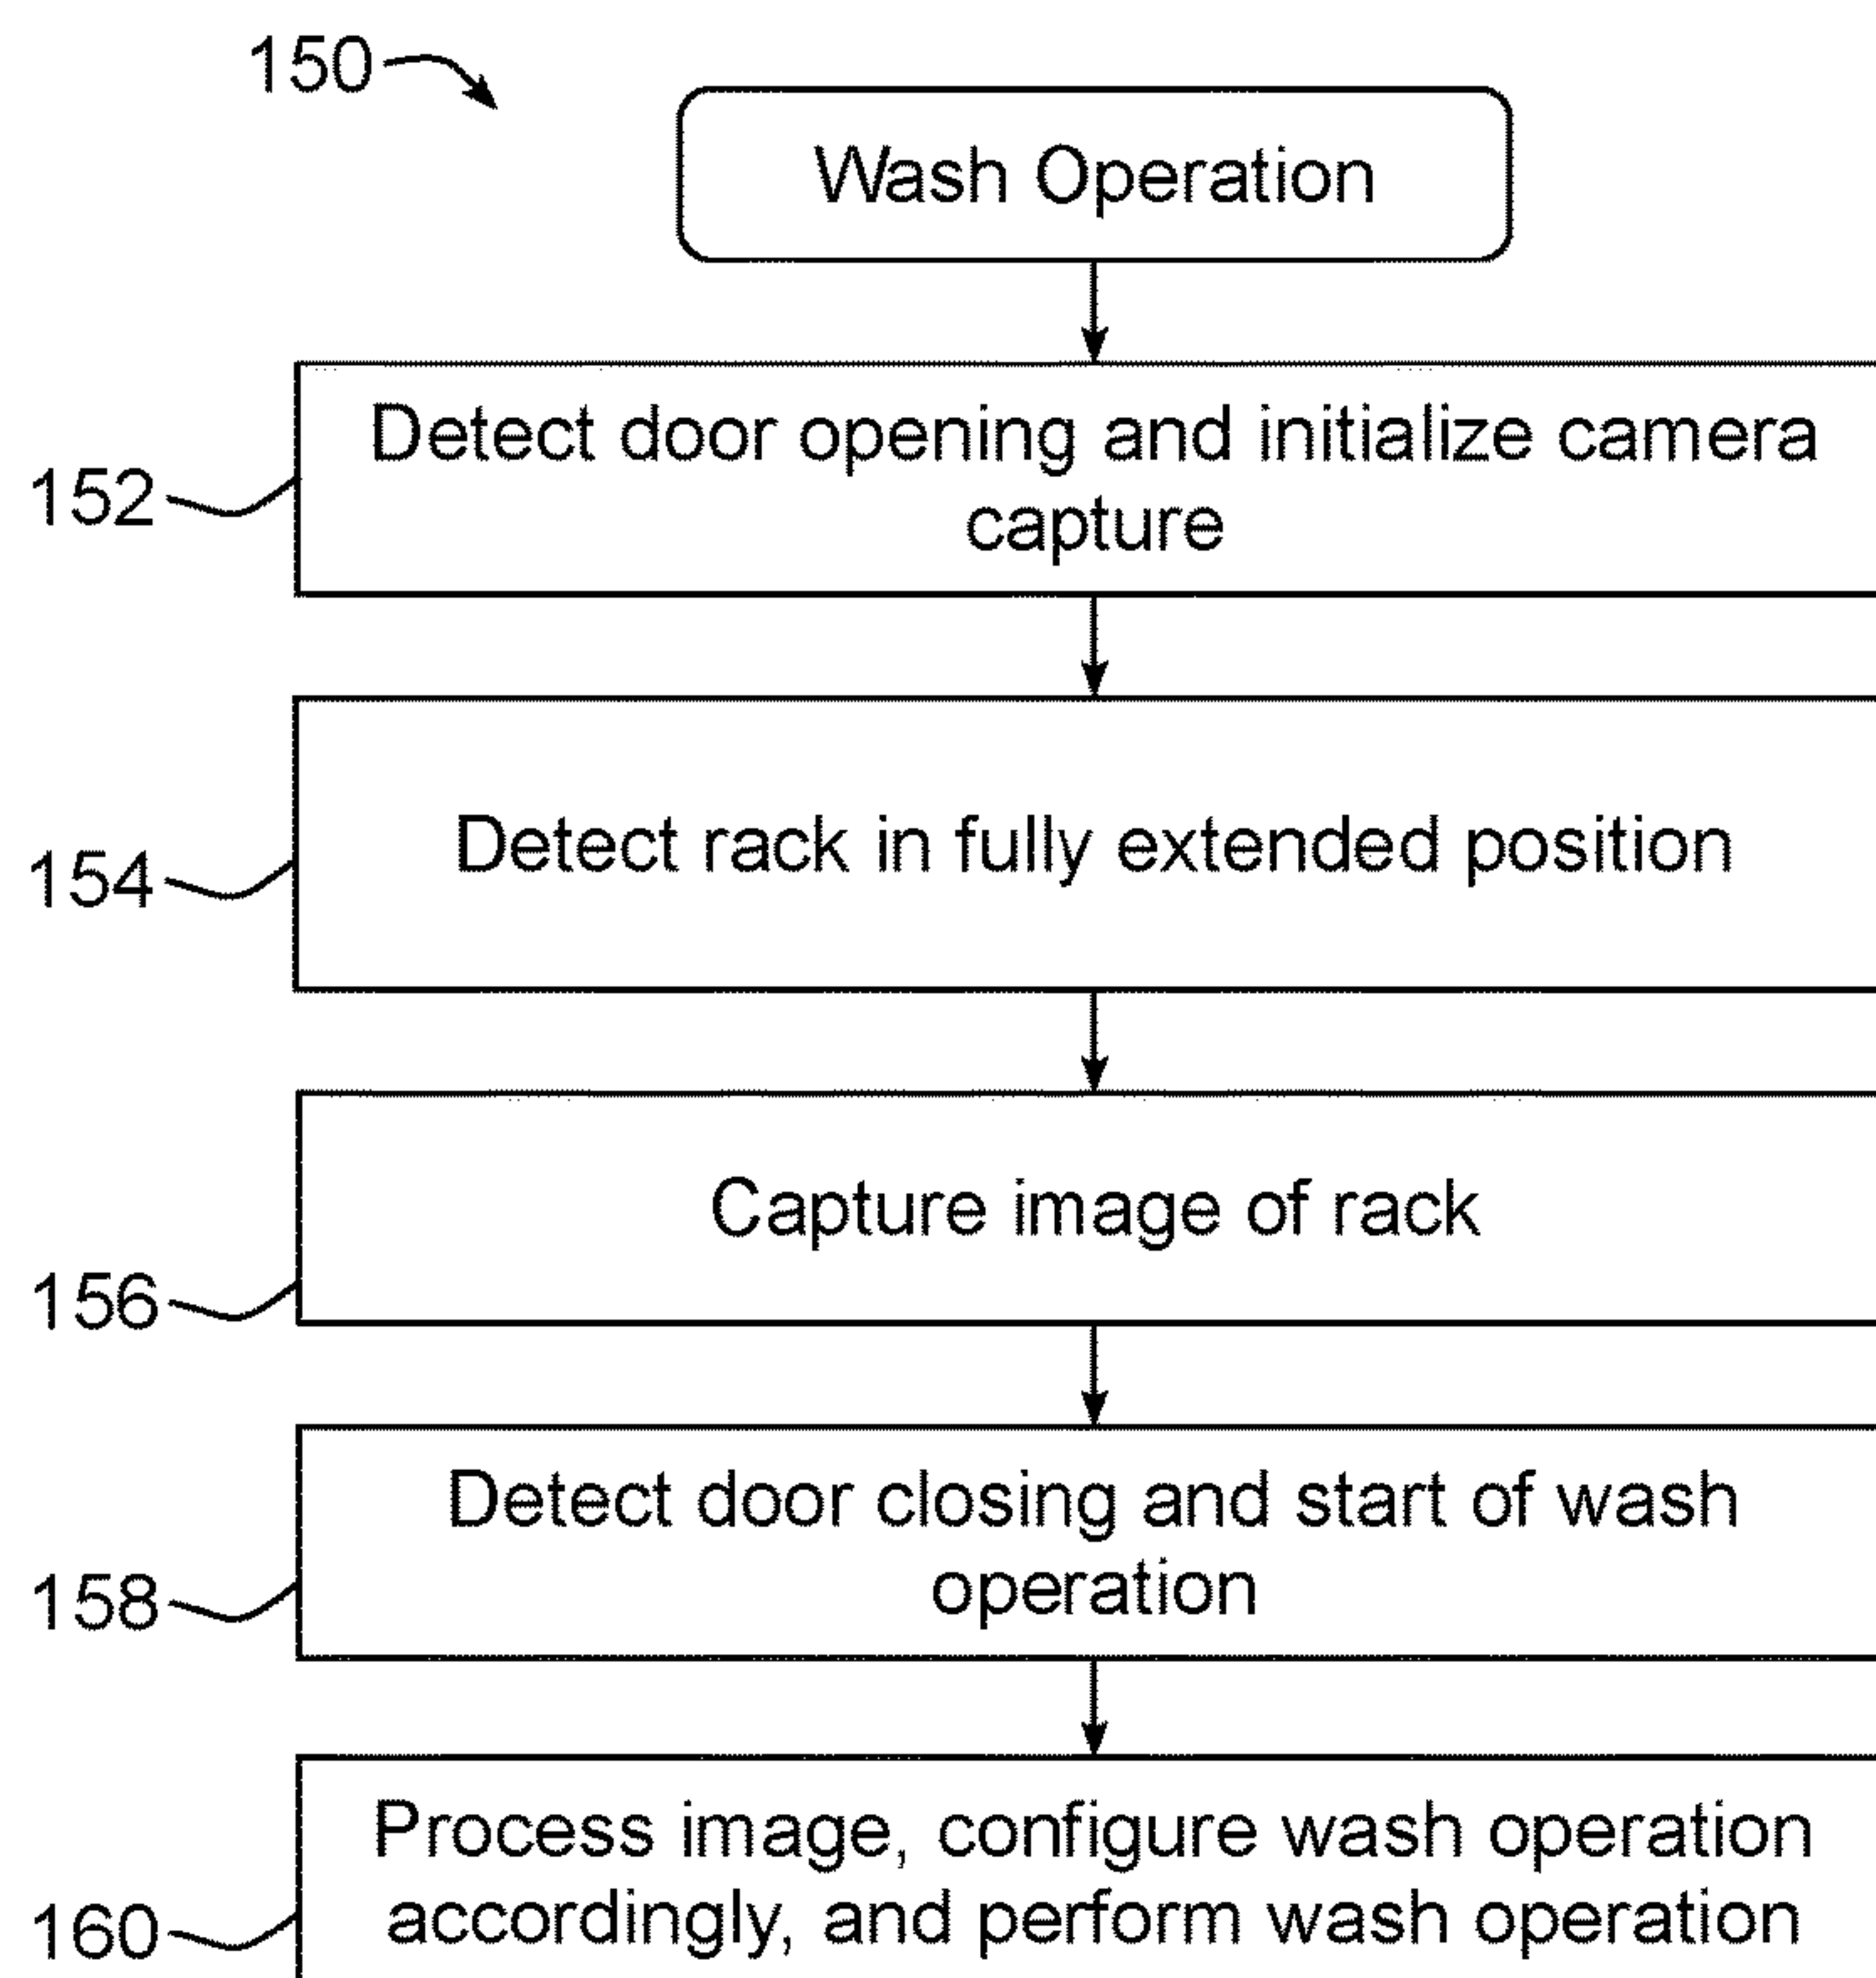 150
Wash Operation
Detect door opening and initialize camera
capture
152
Detect rack in fully extended position
154
Capture image of rack
156
Detect door closing and start of wash
operation
158
Process image, configure wash operation
accordingly, and perform wash operation
160